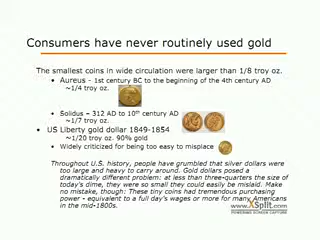 Consumers have never routinely used gold
The smallest coins in wide circulation were larger than 1/8 troy oz.
• Aureus - 1st century BC to the beginning of the 4th century AD
~1/4 troy oz.
• Solidus – 312 AD to 10th century AD
~1/7 troy oz.
• US Liberty gold dollar 1849-1854
~1/20 troy oz. 90% gold
• Widely criticized for being too easy to misplace
Throughout U.S. history, people have grumbled that silver dollars were
too large and heavy to carry around. Gold dollars posed a
dramatically different problem: at less than three-quarters the size of
today's dime, they were so small they could easily be mislaid. Make
no mistake, though: These tiny coins had tremendous purchasing
power - equivalent to a full day's wages or more for many Americans
in the mid-1800s.
www.XSplit.com
POWERING SCREEN CAPTURE